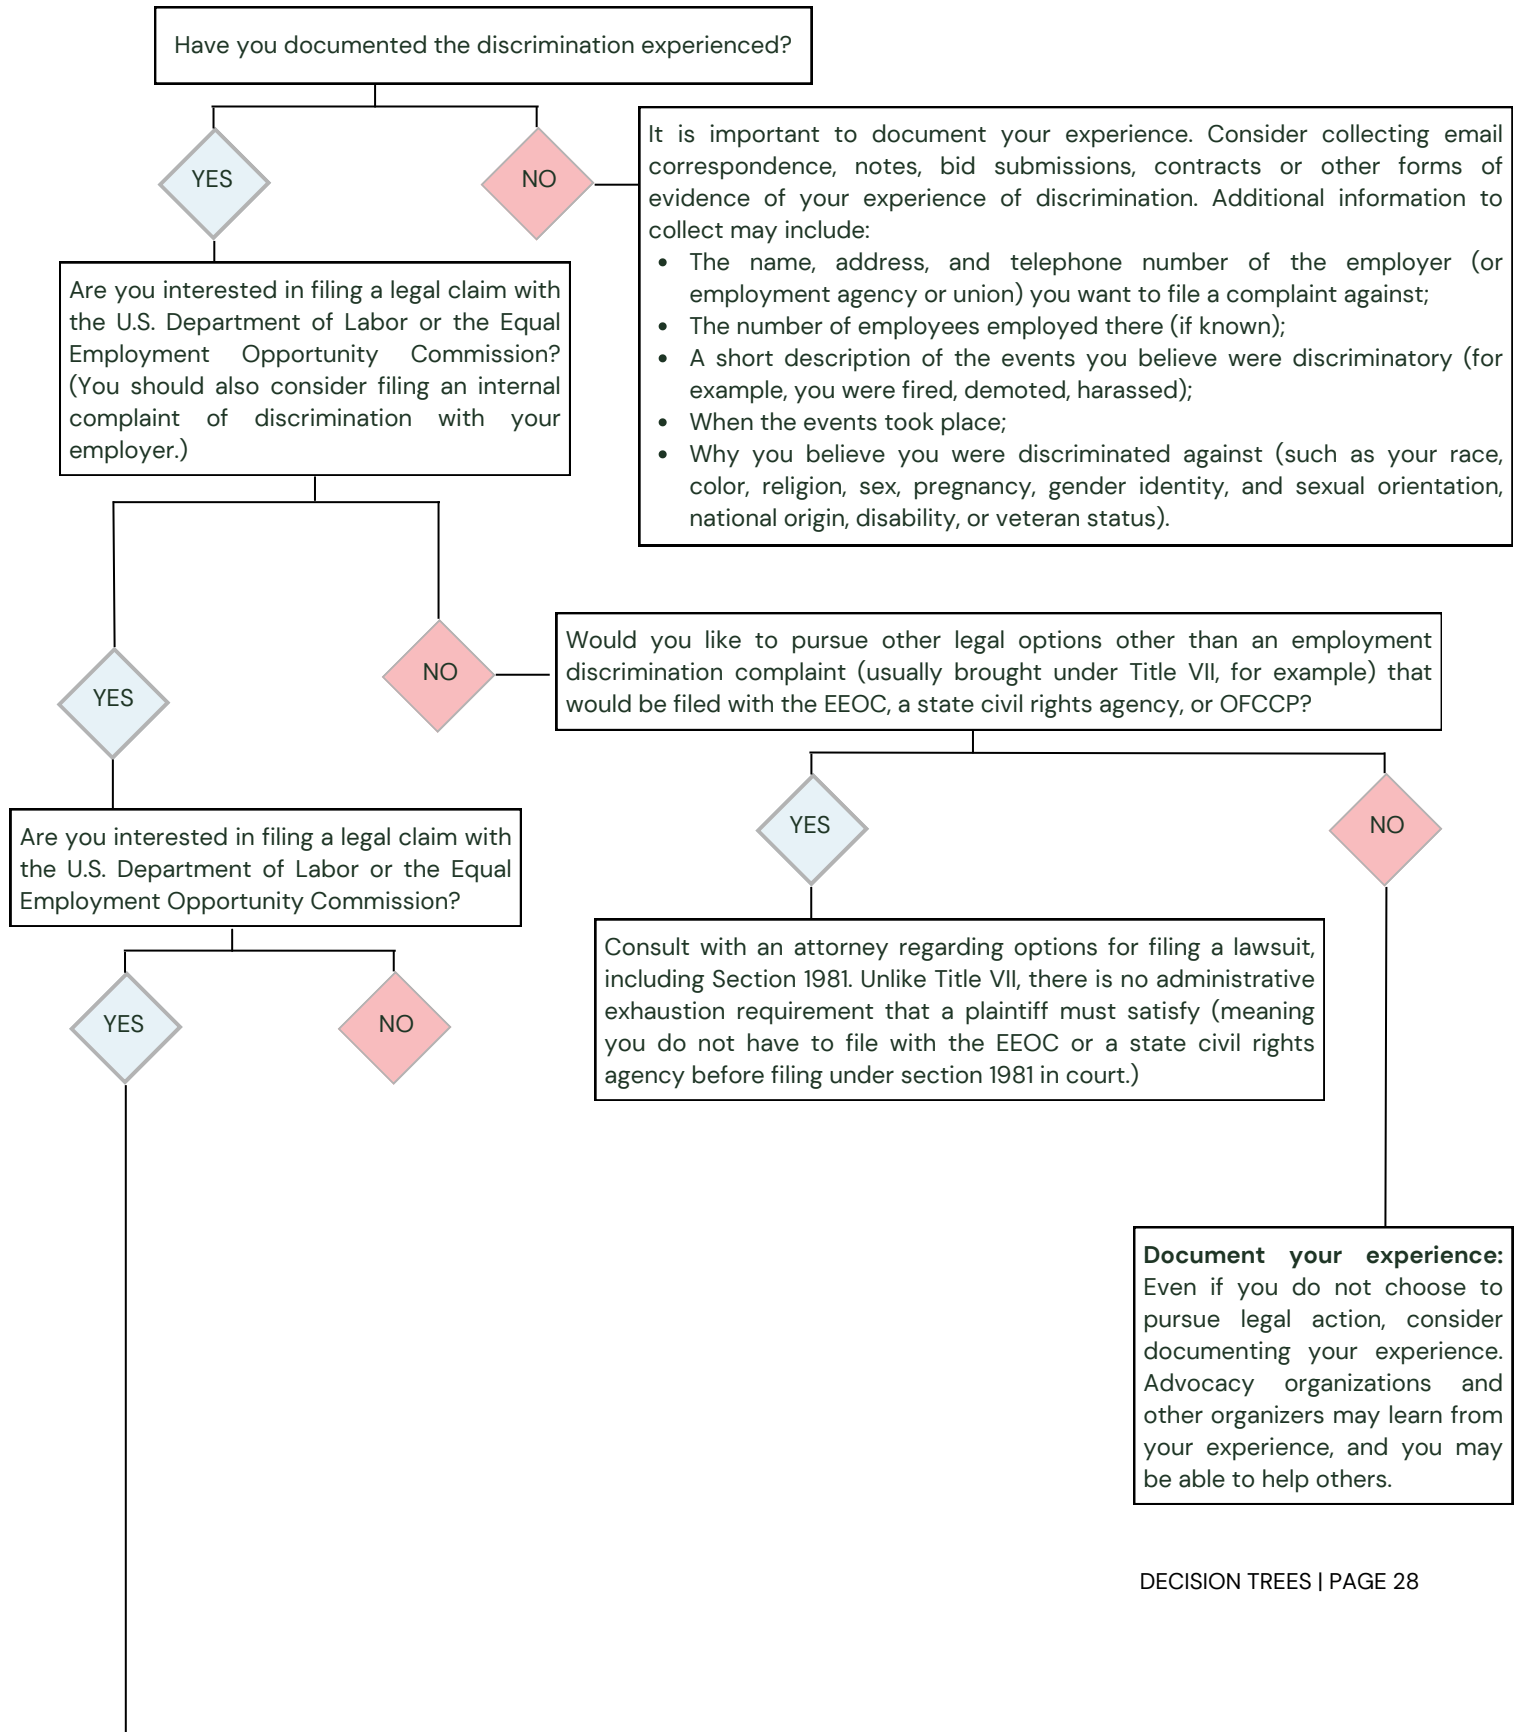 Have you documented the discrimination experienced?
YES
NO
It is important to document your experience. Consider collecting email
correspondence, notes, bid submissions, contracts or other forms of
evidence of your experience of discrimination. Additional information to
collect may include:
• The name, address, and telephone number of the employer (or
employment agency or union) you want to file a complaint against;
• The number of employees employed there (if known);
• A short description of the events you believe were discriminatory (for
example, you were fired, demoted, harassed);
• When the events took place;
• Why you believe you were discriminated against (such as your race,
color, religion, sex, pregnancy, gender identity, and sexual orientation,
national origin, disability, or veteran status).
Are you interested in filing a legal claim with
the U.S. Department of Labor or the Equal
Employment Opportunity Commission?
(You should also consider filing an internal
complaint of discrimination with your
employer.)
YES
NO
Would you like to pursue other legal options other than an employment
discrimination complaint (usually brought under Title VII, for example) that
would be filed with the EEOC, a state civil rights agency, or OFCCP?
YES
NO
Are you interested in filing a legal claim with
the U.S. Department of Labor or the Equal
Employment Opportunity Commission?
YES
NO
Consult with an attorney regarding options for filing a lawsuit,
including Section 1981. Unlike Title VII, there is no administrative
exhaustion requirement that a plaintiff must satisfy (meaning
you do not have to file with the EEOC or a state civil rights
agency before filing under section 1981 in court.)
Document your experience:
Even if you do not choose to
pursue legal action, consider
documenting your experience.
Advocacy organizations and
other organizers may learn from
your experience, and you may
be able to help others.
DECISION TREES | PAGE 28